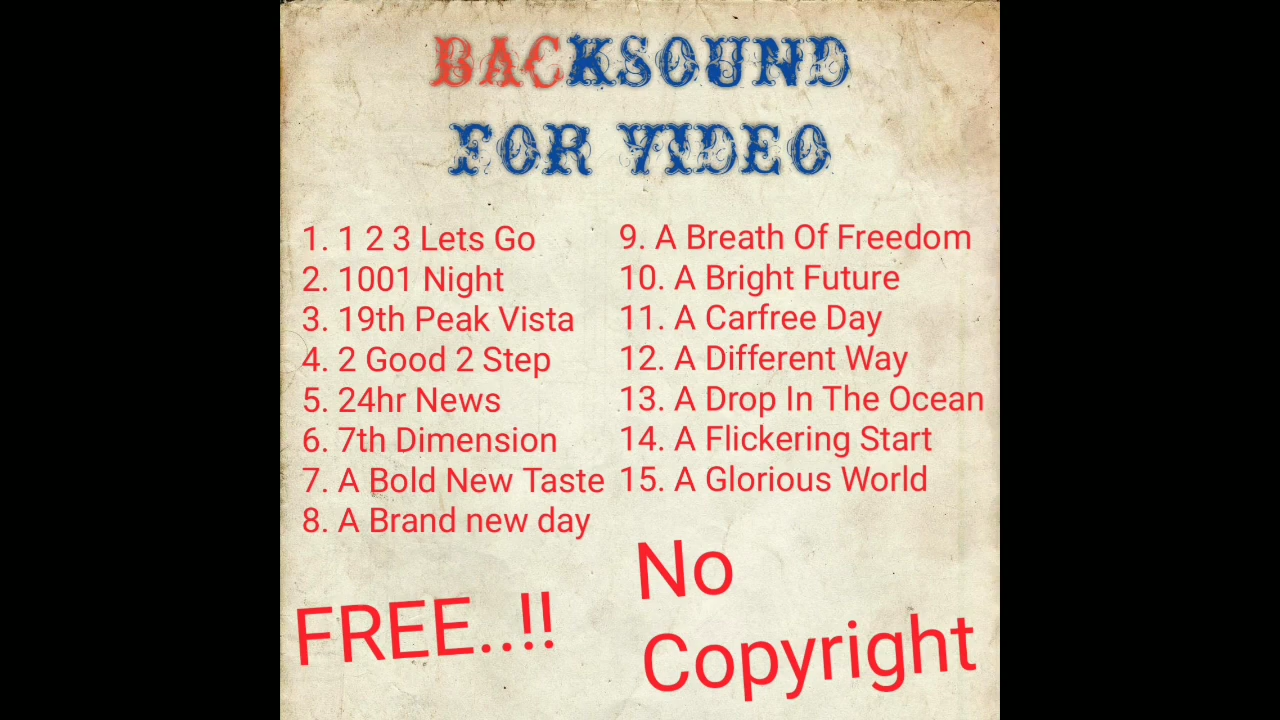 BACKSOUND
FOR VIDEO
1. 1 2 3 Lets Go
2. 1001 Night
3. 19th Peak Vista
4. 2 Good 2 Step
5. 24hr News
6. 7th Dimension
7. A Bold New Taste
8. A Brand new day
9. A Breath Of Freedom
10. A Bright Future
11. A Carfree Day
12. A Different Way
13. A Drop In The Ocean
14. A Flickering Start
15. A Glorious World
FREE..!!
No
Copyright